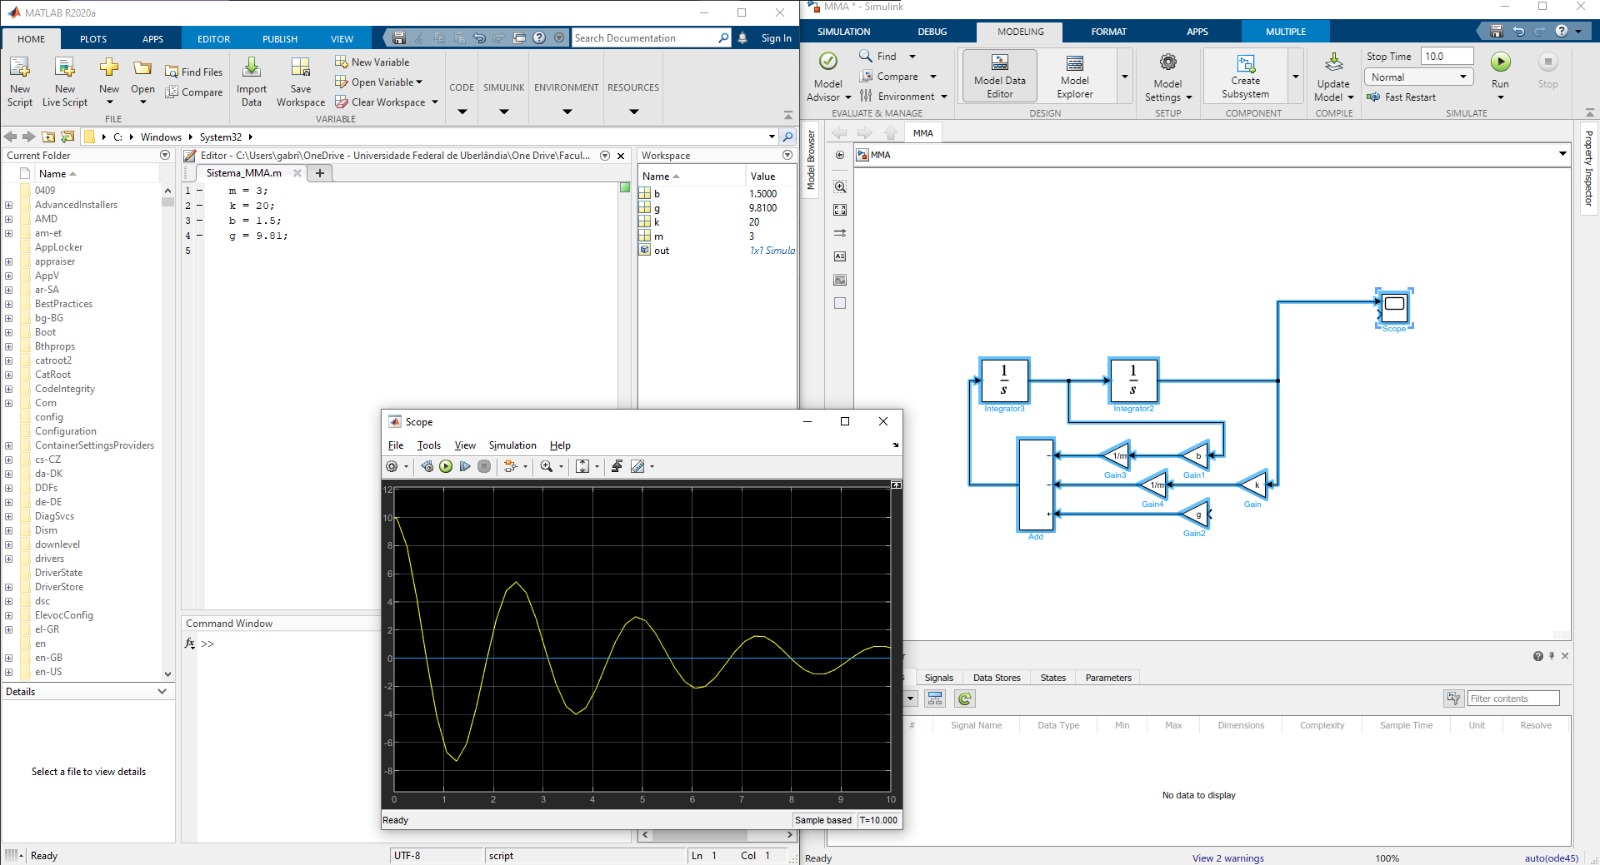 MATLAB R2020a
HOME PLOTS APPS EDITOR PUBLISH VIEW Search Documentation Sign In
New Script New Live Script New Open Find Files Compare Import Data Save Workspace New Variable Open Variable Clear Workspace CODE SIMULINK ENVIRONMENT RESOURCES
FILE VARIABLE
C: Windows System32
Current Folder
Name
0409
AdvancedInstallers
AMD
am-et
AppLocker
appraiser
AppV
ar-SA
BestPractices
bg-BG
Boot
Bthprops
catroot2
CatRoot
CodeIntegrity
Com
config
Configuration
ContainerSettingsProviders
cs-CZ
da-DK
DDFs
de-DE
DiagSvcs
Dism
downlevel
drivers
DriverState
DriverStore
dsc
ElevocConfig
el-GR
en
en-GB
en-US
Details
Select a file to view details
Ready
Editor - C:\Users\gabri\OneDrive - Universidade Federal de Uberlândia\One Drive\Facul...
Sistema_MMA.m
1 m = 3;
2 k = 20;
3 b = 1.5;
4 g = 9.81;
5
Command Window
fx >>
UTF-8 script Ln 1 Col 1
Workspace
Name Value
b 1.5000
g 9.8100
k 20
m 3
out 1x1 Simula
Scope
File Tools View Simulation Help
12
10
8
6
4
2
0
-2
-4
-6
-8
0 1 2 3 4 5 6 7 8 9 10
Ready Sample based T=10.000
MMA * - Simulink
SIMULATION DEBUG MODELING FORMAT APPS MULTIPLE
Model Advisor Find Compare Environment Model Data Editor Model Explorer Model Settings Create Subsystem Update Model Stop Time 10.0 Normal Fast Restart Run Stop
EVALUATE & MANAGE DESIGN SETUP COMPONENT COMPILE SIMULATE
Model Browser
MMA
MMA
Property Inspector
Scope
1/s 1/s
Integrator3 Integrator2
1/m b
Gain3 Gain1
1/m k
Gain4 Gain
g
Add Gain2
Signals Data Stores States Parameters
Filter contents
# Signal Name Data Type Min Max Dimensions Complexity Sample Time Unit Resolve
No data to display
Ready View 2 warnings 100% auto(ode45)